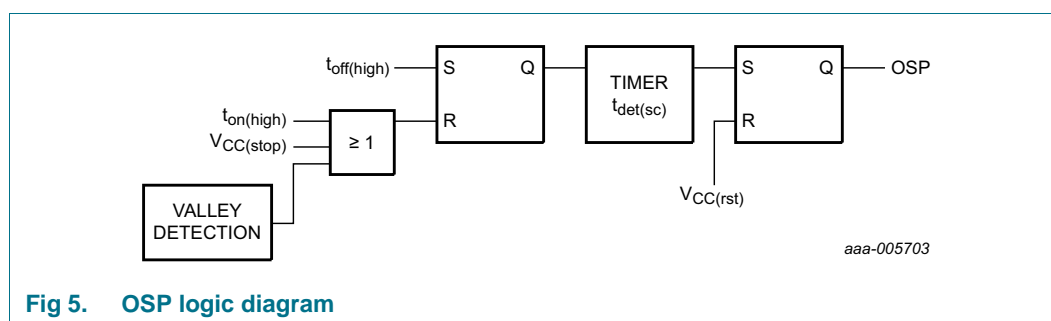 t_off(high)
S
Q
TIMER
t_det(sc)
S
Q
OSP
t_on(high)
V_CC(stop)
≥ 1
R
R
V_CC(rst)
VALLEY
DETECTION
aaa-005703
Fig 5. OSP logic diagram